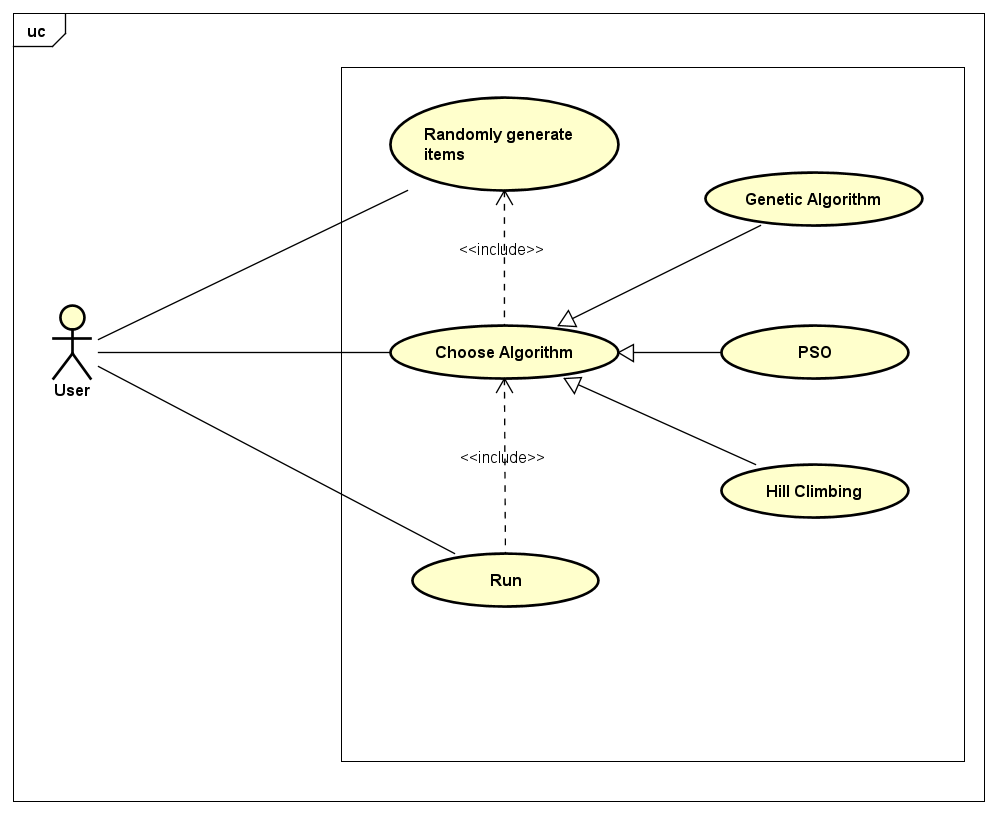 uc
Randomly generate
items
Genetic Algorithm
<<include>>
Choose Algorithm
PSO
User
<<include>>
Hill Climbing
Run